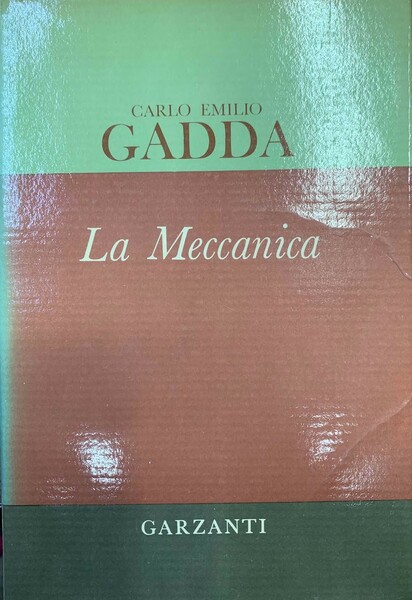 CARLO EMILIO
GADDA
La Meccanica
GARZANTI